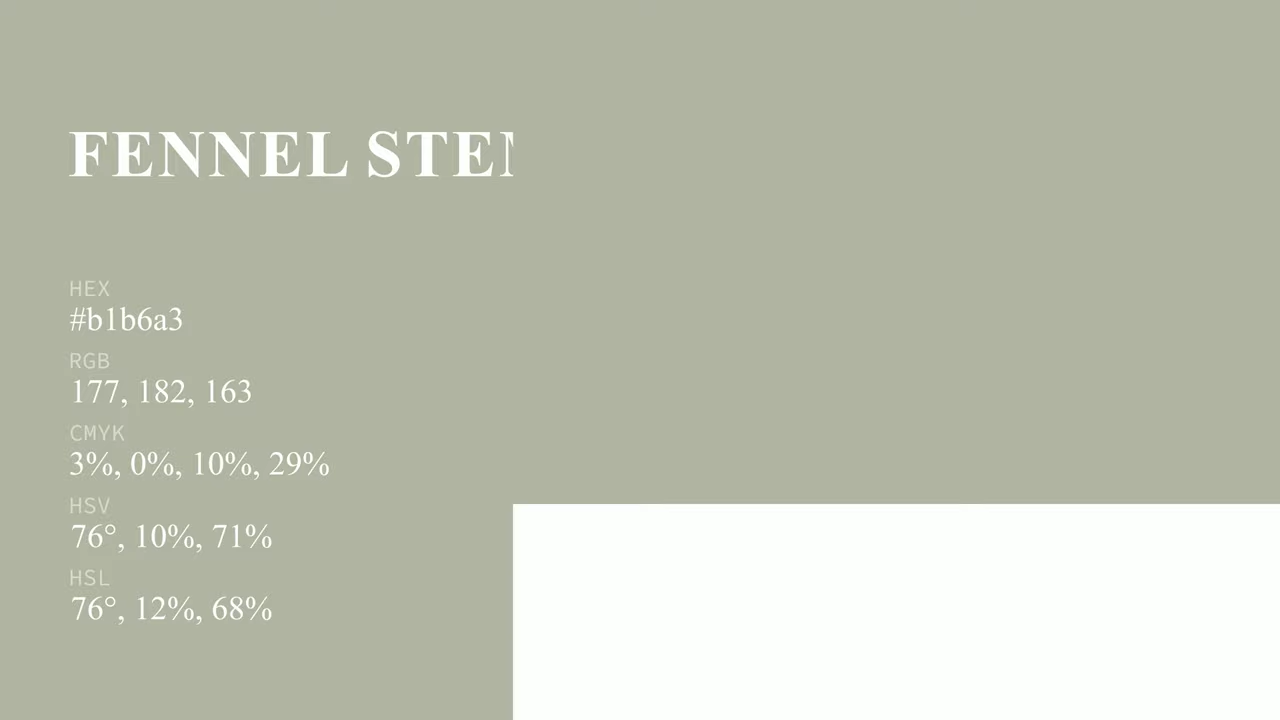 FENNEL STE
HEX
#b1b6a3
RGB
177, 182, 163
CMYK
3%, 0%, 10%, 29%
HSV
76°, 10%, 71%
HSL
76°, 12%, 68%